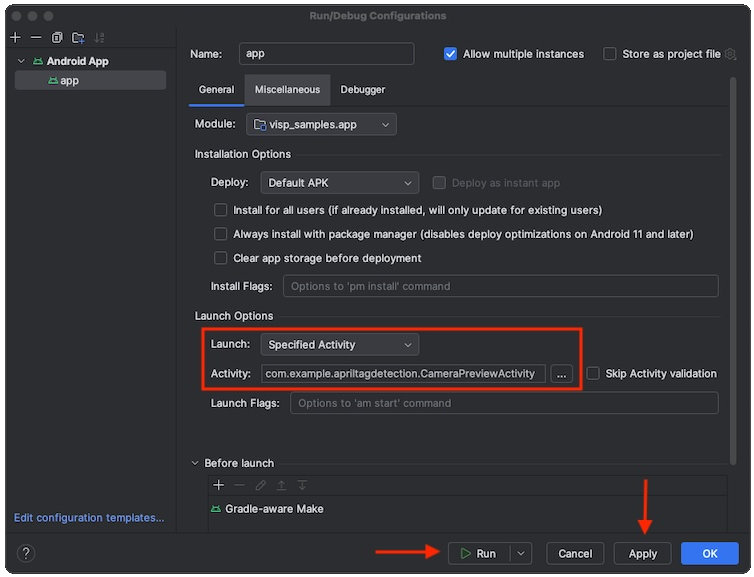 Run/Debug Configurations
Android App
app
Name: app Allow multiple instances Store as project file
General Miscellaneous Debugger
Module: visp_samples.app
Installation Options
Deploy: Default APK Deploy as instant app
Install for all users (if already installed, will only update for existing users)
Always install with package manager (disables deploy optimizations on Android 11 and later)
Clear app storage before deployment
Install Flags: Options to 'pm install' command
Launch Options
Launch: Specified Activity
Activity: com.example.apriltagdetection.CameraPreviewActivity ... Skip Activity validation
Launch Flags: Options to 'am start' command
Before launch
Gradle-aware Make
Edit configuration templates...
? Run Cancel Apply OK